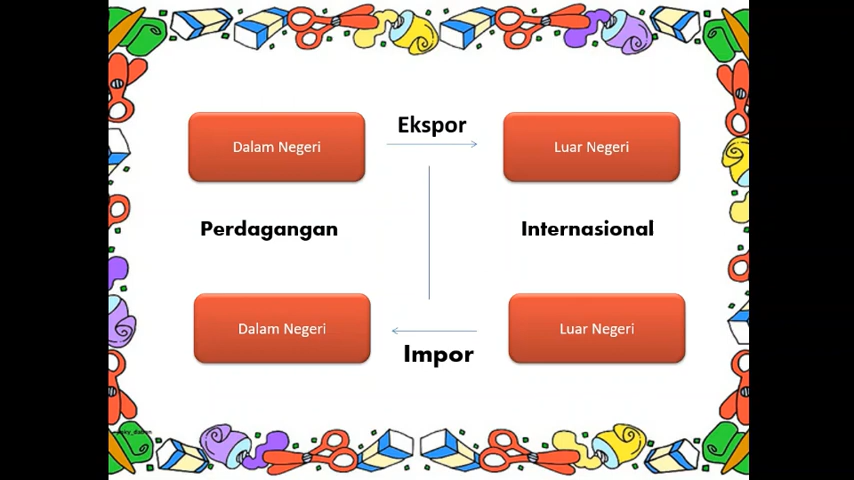 Ekspor
Dalam Negeri
Luar Negeri
Perdagangan
Internasional
Dalam Negeri
Luar Negeri
Impor